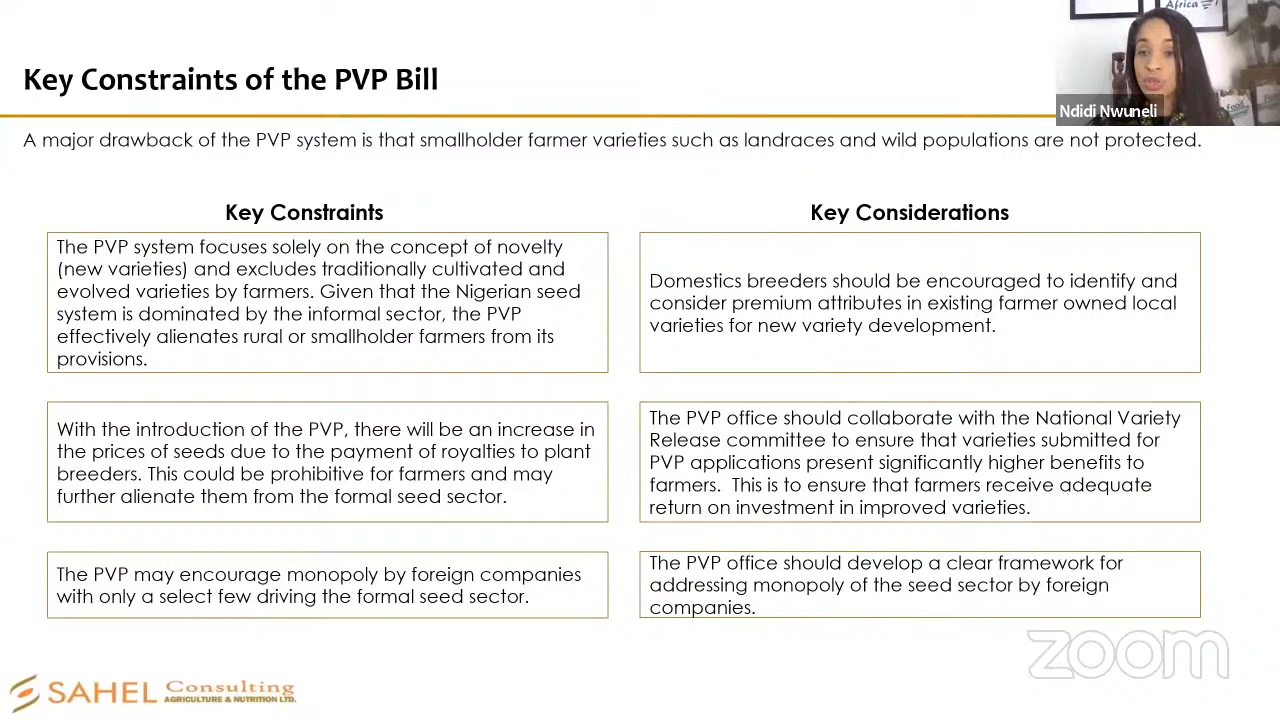 Africa
Key Constraints of the PVP Bill
Ndidi Nwuneli
A major drawback of the PVP system is that smallholder farmer varieties such as landraces and wild populations are not protected.
Key Constraints
The PVP system focuses solely on the concept of novelty
(new varieties) and excludes traditionally cultivated and
evolved varieties by farmers. Given that the Nigerian seed
system is dominated by the informal sector, the PVP
effectively alienates rural or smallholder farmers from its
provisions.
With the introduction of the PVP, there will be an increase in
the prices of seeds due to the payment of royalties to plant
breeders. This could be prohibitive for farmers and may
further alienate them from the formal seed sector.
The PVP may encourage monopoly by foreign companies
with only a select few driving the formal seed sector.
Key Considerations
Domestics breeders should be encouraged to identify and
consider premium attributes in existing farmer owned local
varieties for new variety development.
The PVP office should collaborate with the National Variety
Release committee to ensure that varieties submitted for
PVP applications present significantly higher benefits to
farmers.  This is to ensure that farmers receive adequate
return on investment in improved varieties.
The PVP office should develop a clear framework for
addressing monopoly of the seed sector by foreign
companies.
zoom
SAHEL Consulting
AGRICULTURE & NUTRITION LTD.